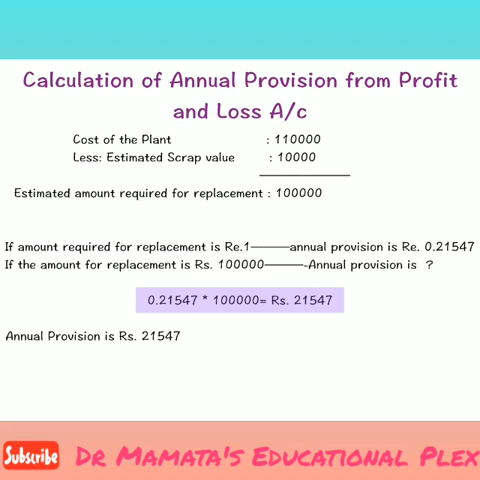 Calculation of Annual Provision from Profit
and Loss A/c
Cost of the Plant : 110000
Less: Estimated Scrap value : 10000
Estimated amount required for replacement : 100000
If amount required for replacement is Re.1———annual provision is Re. 0.21547
If the amount for replacement is Rs. 100000———-Annual provision is ?
0.21547 * 100000= Rs. 21547
Annual Provision is Rs. 21547
Subscribe Dr Mamata's Educational Plex